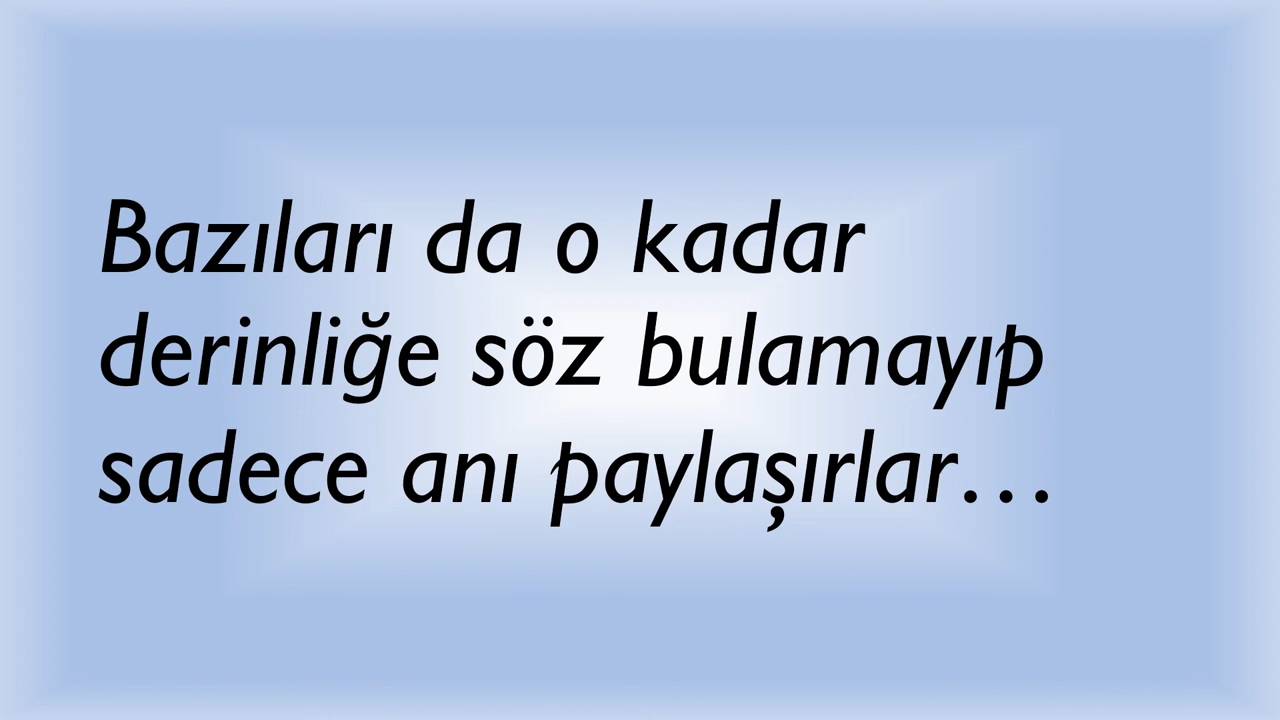 Bazıları da o kadar
derinliğe söz bulamayıp
sadece anı paylaşırlar…